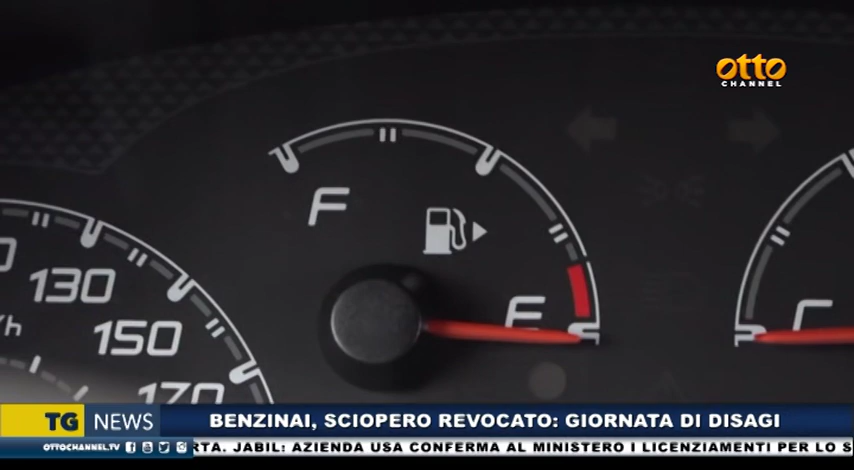 otto
CHANNEL
F
E
130
150
170
/h
TG NEWS
BENZINAI, SCIOPERO REVOCATO: GIORNATA DI DISAGI
OTTOCHANNEL.TV
RTA. JABIL: AZIENDA USA CONFERMA AL MINISTERO I LICENZIAMENTI PER LO S